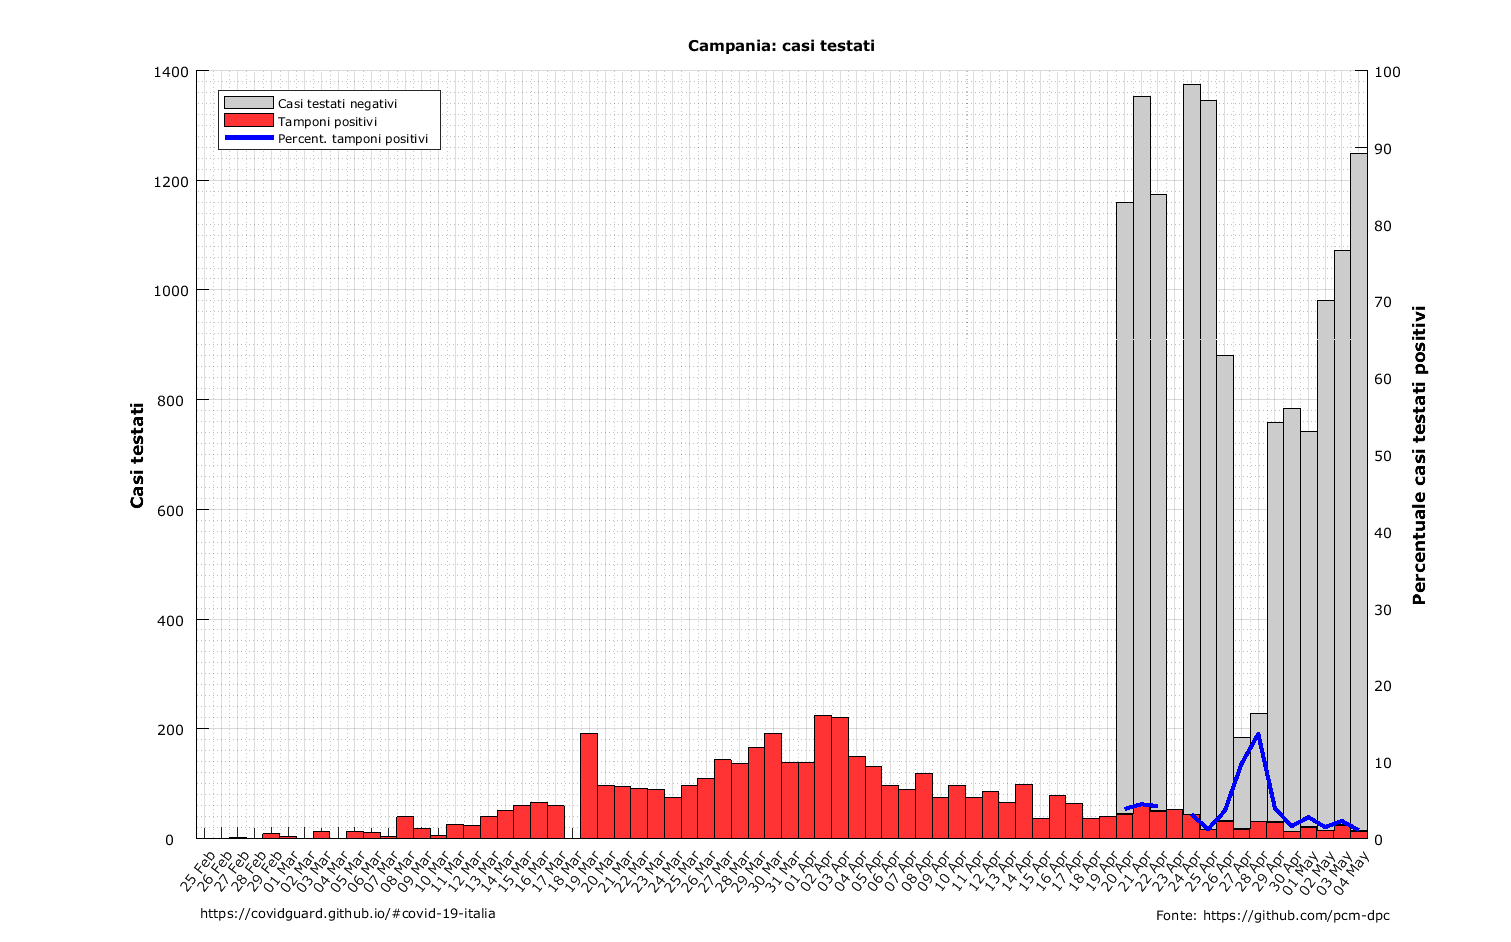 Campania: casi testati
Casi testati negativi
Tamponi positivi
Percent. tamponi positivi
1400
1200
1000
800
600
400
200
0
Casi testati
100
90
80
70
60
50
40
30
20
10
0
Percentuale casi testati positivi
25 Feb
26 Feb
27 Feb
28 Feb
29 Feb
01 Mar
02 Mar
03 Mar
04 Mar
05 Mar
06 Mar
07 Mar
08 Mar
09 Mar
10 Mar
11 Mar
12 Mar
13 Mar
14 Mar
15 Mar
16 Mar
17 Mar
18 Mar
19 Mar
20 Mar
21 Mar
22 Mar
23 Mar
24 Mar
25 Mar
26 Mar
27 Mar
28 Mar
29 Mar
30 Mar
31 Mar
01 Apr
02 Apr
03 Apr
04 Apr
05 Apr
06 Apr
07 Apr
08 Apr
09 Apr
10 Apr
11 Apr
12 Apr
13 Apr
14 Apr
15 Apr
16 Apr
17 Apr
18 Apr
19 Apr
20 Apr
21 Apr
22 Apr
23 Apr
24 Apr
25 Apr
26 Apr
27 Apr
28 Apr
29 Apr
30 Apr
01 May
02 May
03 May
04 May
https://covidguard.github.io/#covid-19-italia
Fonte: https://github.com/pcm-dpc